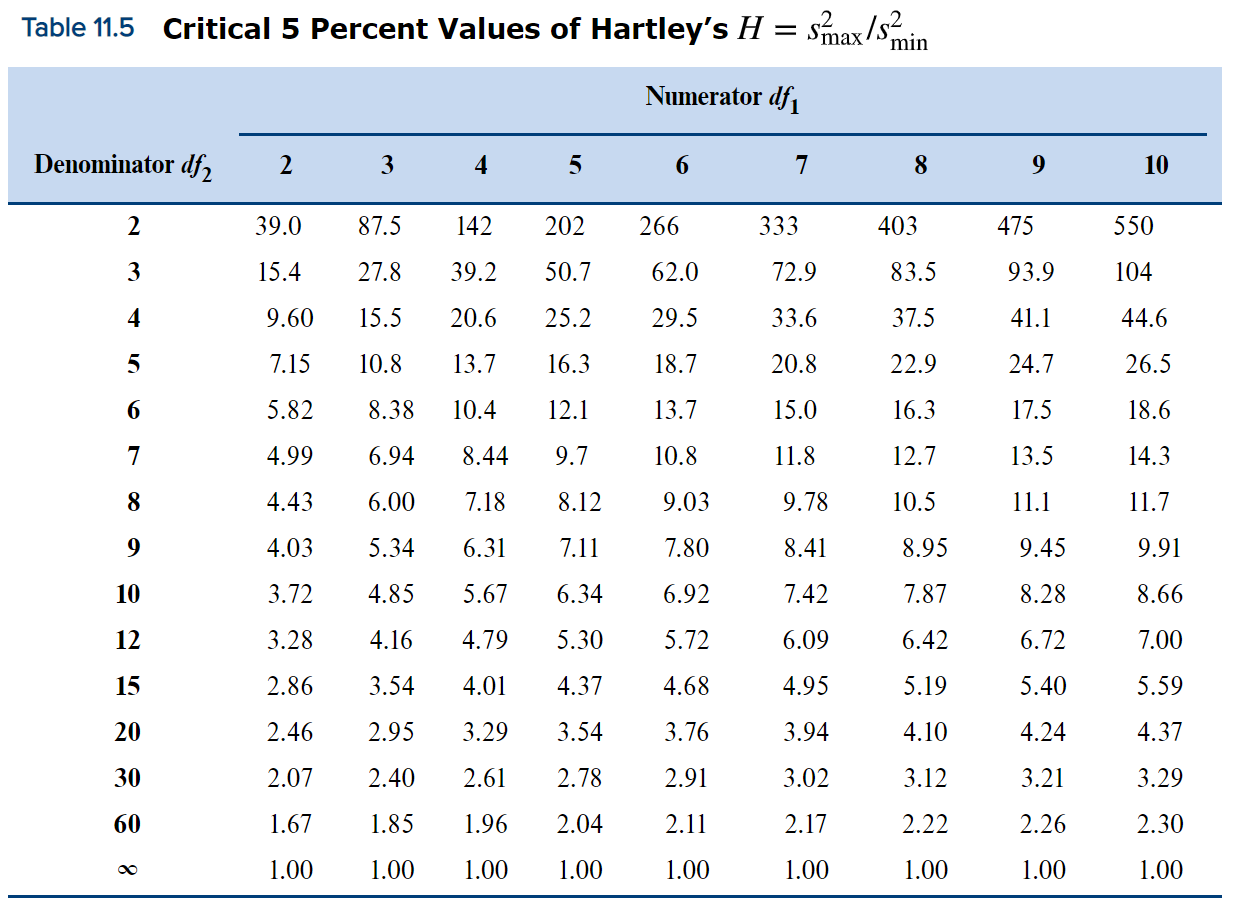 Table 11.5 Critical 5 Percent Values of Hartley's H = s²max/s²min
Numerator df₁
Denominator df₂ 2 3 4 5 6 7 8 9 10
2 39.0 87.5 142 202 266 333 403 475 550
3 15.4 27.8 39.2 50.7 62.0 72.9 83.5 93.9 104
4 9.60 15.5 20.6 25.2 29.5 33.6 37.5 41.1 44.6
5 7.15 10.8 13.7 16.3 18.7 20.8 22.9 24.7 26.5
6 5.82 8.38 10.4 12.1 13.7 15.0 16.3 17.5 18.6
7 4.99 6.94 8.44 9.7 10.8 11.8 12.7 13.5 14.3
8 4.43 6.00 7.18 8.12 9.03 9.78 10.5 11.1 11.7
9 4.03 5.34 6.31 7.11 7.80 8.41 8.95 9.45 9.91
10 3.72 4.85 5.67 6.34 6.92 7.42 7.87 8.28 8.66
12 3.28 4.16 4.79 5.30 5.72 6.09 6.42 6.72 7.00
15 2.86 3.54 4.01 4.37 4.68 4.95 5.19 5.40 5.59
20 2.46 2.95 3.29 3.54 3.76 3.94 4.10 4.24 4.37
30 2.07 2.40 2.61 2.78 2.91 3.02 3.12 3.21 3.29
60 1.67 1.85 1.96 2.04 2.11 2.17 2.22 2.26 2.30
∞ 1.00 1.00 1.00 1.00 1.00 1.00 1.00 1.00 1.00